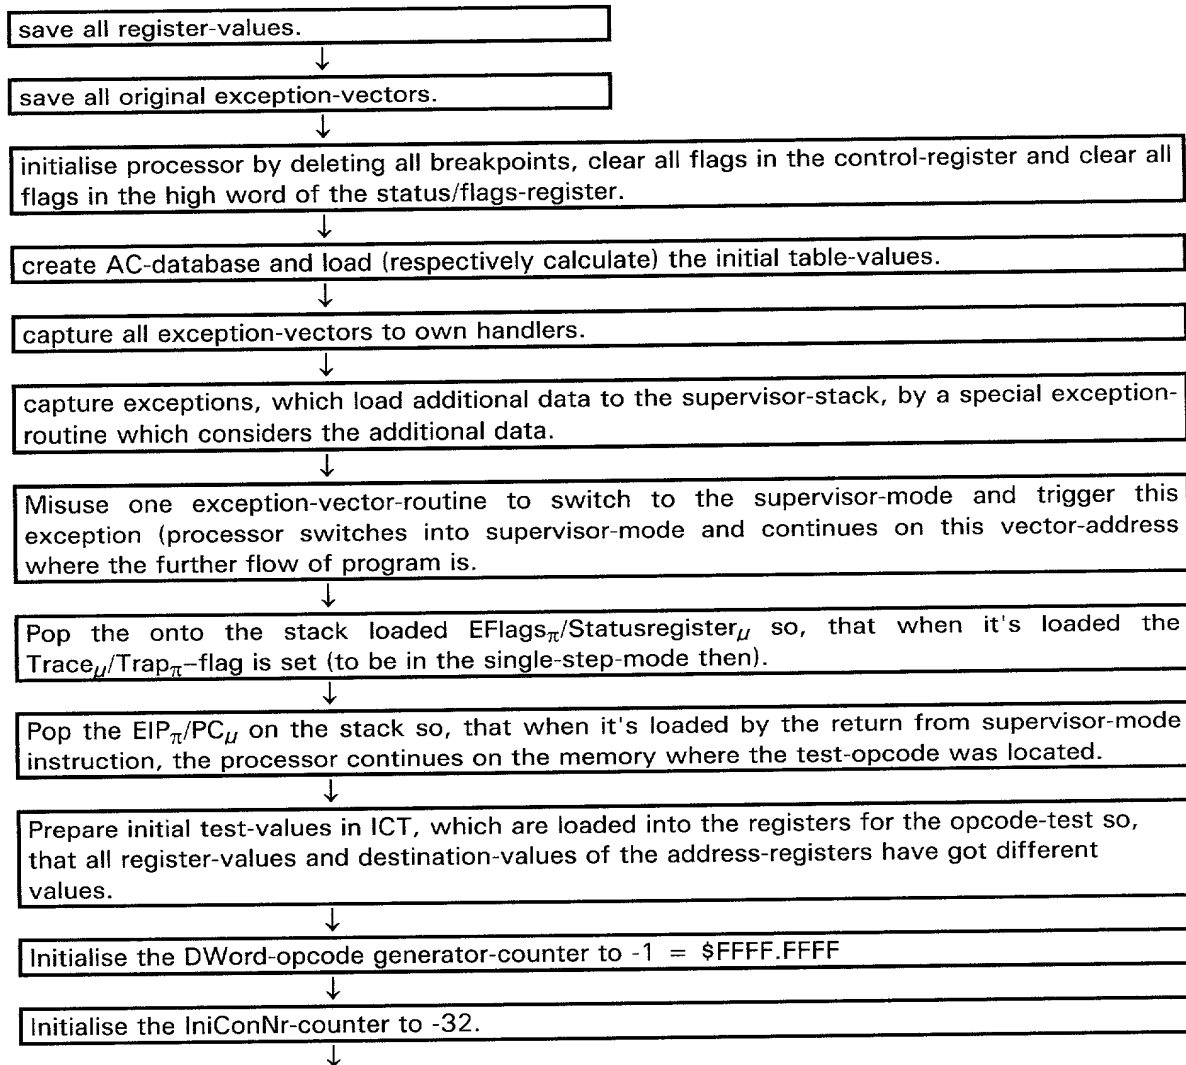 save all register-values.
↓
save all original exception-vectors.
↓
initialise processor by deleting all breakpoints, clear all flags in the control-register and clear all
flags in the high word of the status/flags-register.
↓
create AC-database and load (respectively calculate) the initial table-values.
↓
capture all exception-vectors to own handlers.
↓
capture exceptions, which load additional data to the supervisor-stack, by a special exception-
routine which considers the additional data.
↓
Misuse one exception-vector-routine to switch to the supervisor-mode and trigger this
exception (processor switches into supervisor-mode and continues on this vector-address
where the further flow of program is.
↓
Pop the onto the stack loaded EFlagsπ/Statusregisterμ so, that when it's loaded the
Traceμ/Trapπ–flag is set (to be in the single-step-mode then).
↓
Pop the EIPπ/PCμ on the stack so, that when it's loaded by the return from supervisor-mode
instruction, the processor continues on the memory where the test-opcode was located.
↓
Prepare initial test-values in ICT, which are loaded into the registers for the opcode-test so,
that all register-values and destination-values of the address-registers have got different
values.
↓
Initialise the DWord-opcode generator-counter to -1 = $FFFF.FFFF
↓
Initialise the IniConNr-counter to -32.
↓